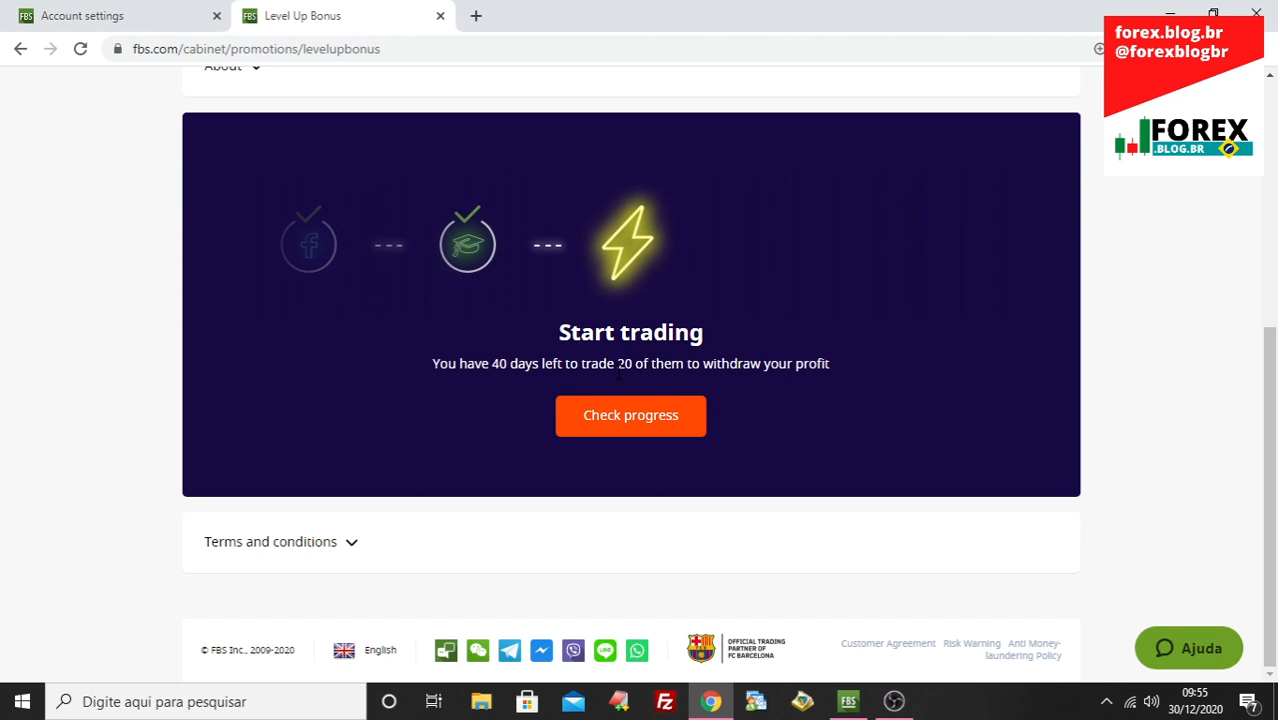 Account settings
Level Up Bonus
fbs.com/cabinet/promotions/levelupbonus
forex.blog.br
@forexblogbr
FOREX
.BLOG.BR
About
Start trading
You have 40 days left to trade 20 of them to withdraw your profit
Check progress
Terms and conditions
© FBS Inc., 2009-2020
English
OFFICIAL TRADING
PARTNER OF
FC BARCELONA
Customer Agreement Risk Warning Anti Money-
laundering Policy
Ajuda
Digite aqui para pesquisar
FBS
09:55
30/12/2020
7